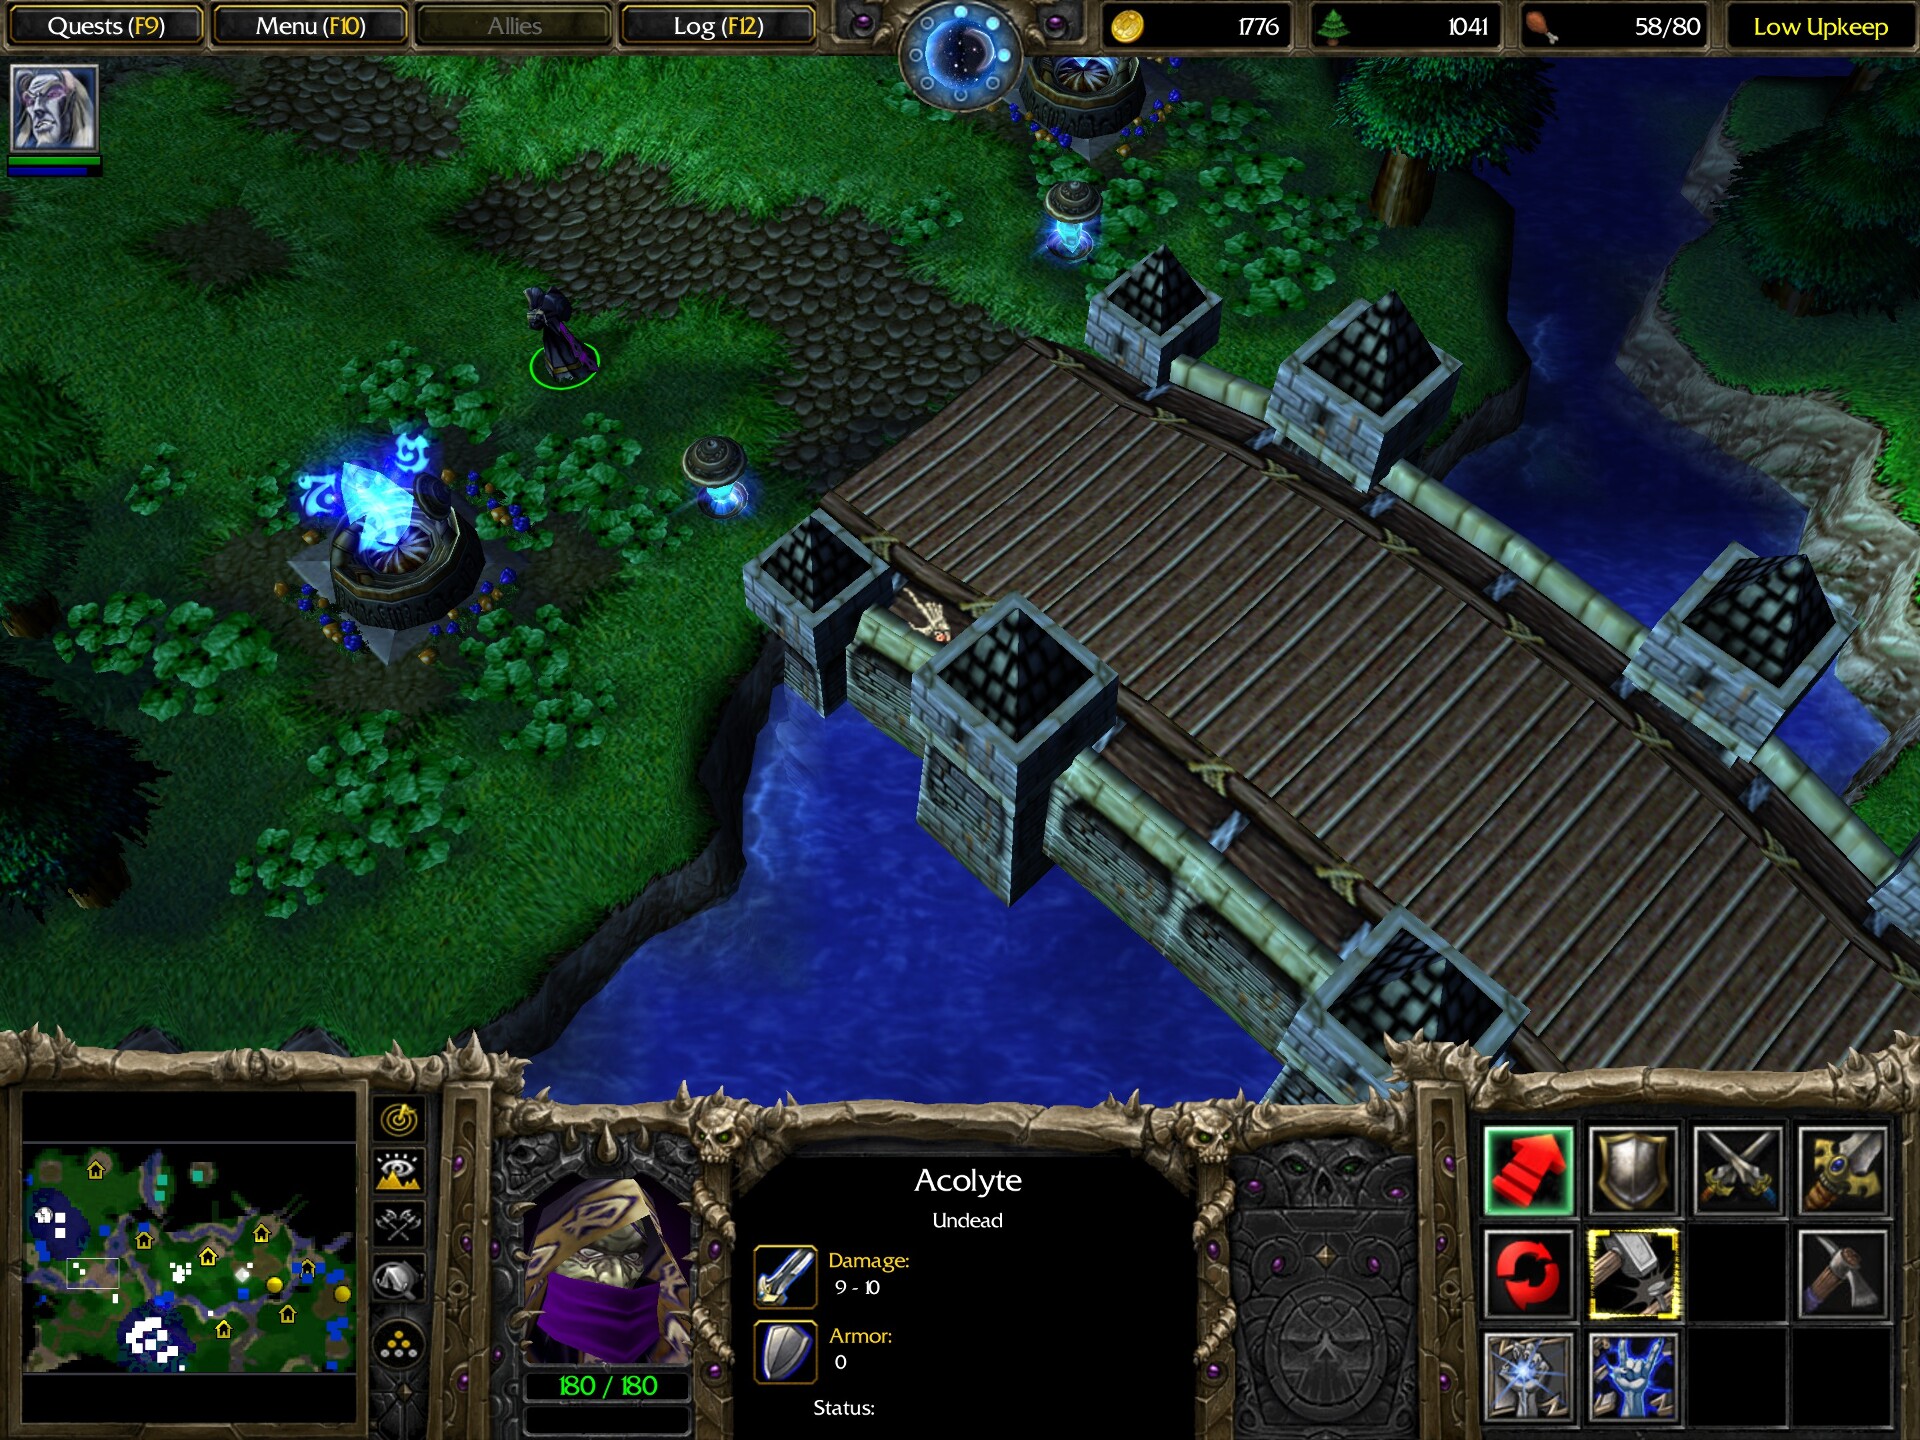 Quests (F9) Menu (F10) Allies Log (F12) 1776 1041 58/80 Low Upkeep
Acolyte
Undead
Damage:
9 - 10
Armor:
0
180 / 180
Status: